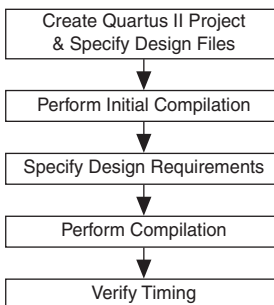 Create Quartus II Project
& Specify Design Files
Perform Initial Compilation
Specify Design Requirements
Perform Compilation
Verify Timing